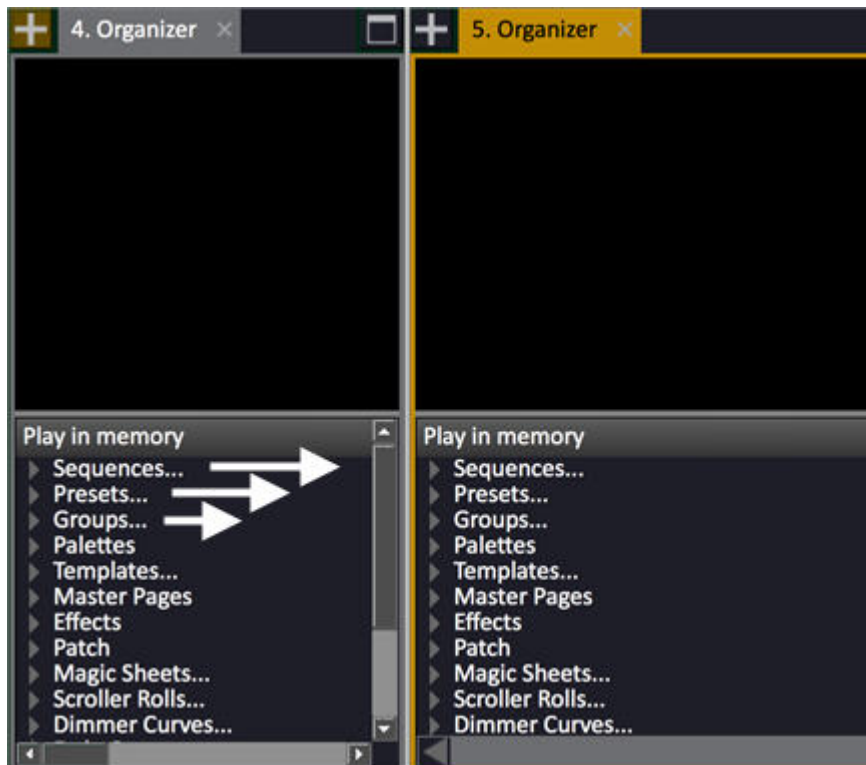 4. Organizer
5. Organizer
Play in memory
Sequences...
Presets...
Groups...
Palettes
Templates...
Master Pages
Effects
Patch
Magic Sheets...
Scroller Rolls...
Dimmer Curves...
Play in memory
Sequences...
Presets...
Groups...
Palettes
Templates...
Master Pages
Effects
Patch
Magic Sheets...
Scroller Rolls...
Dimmer Curves...